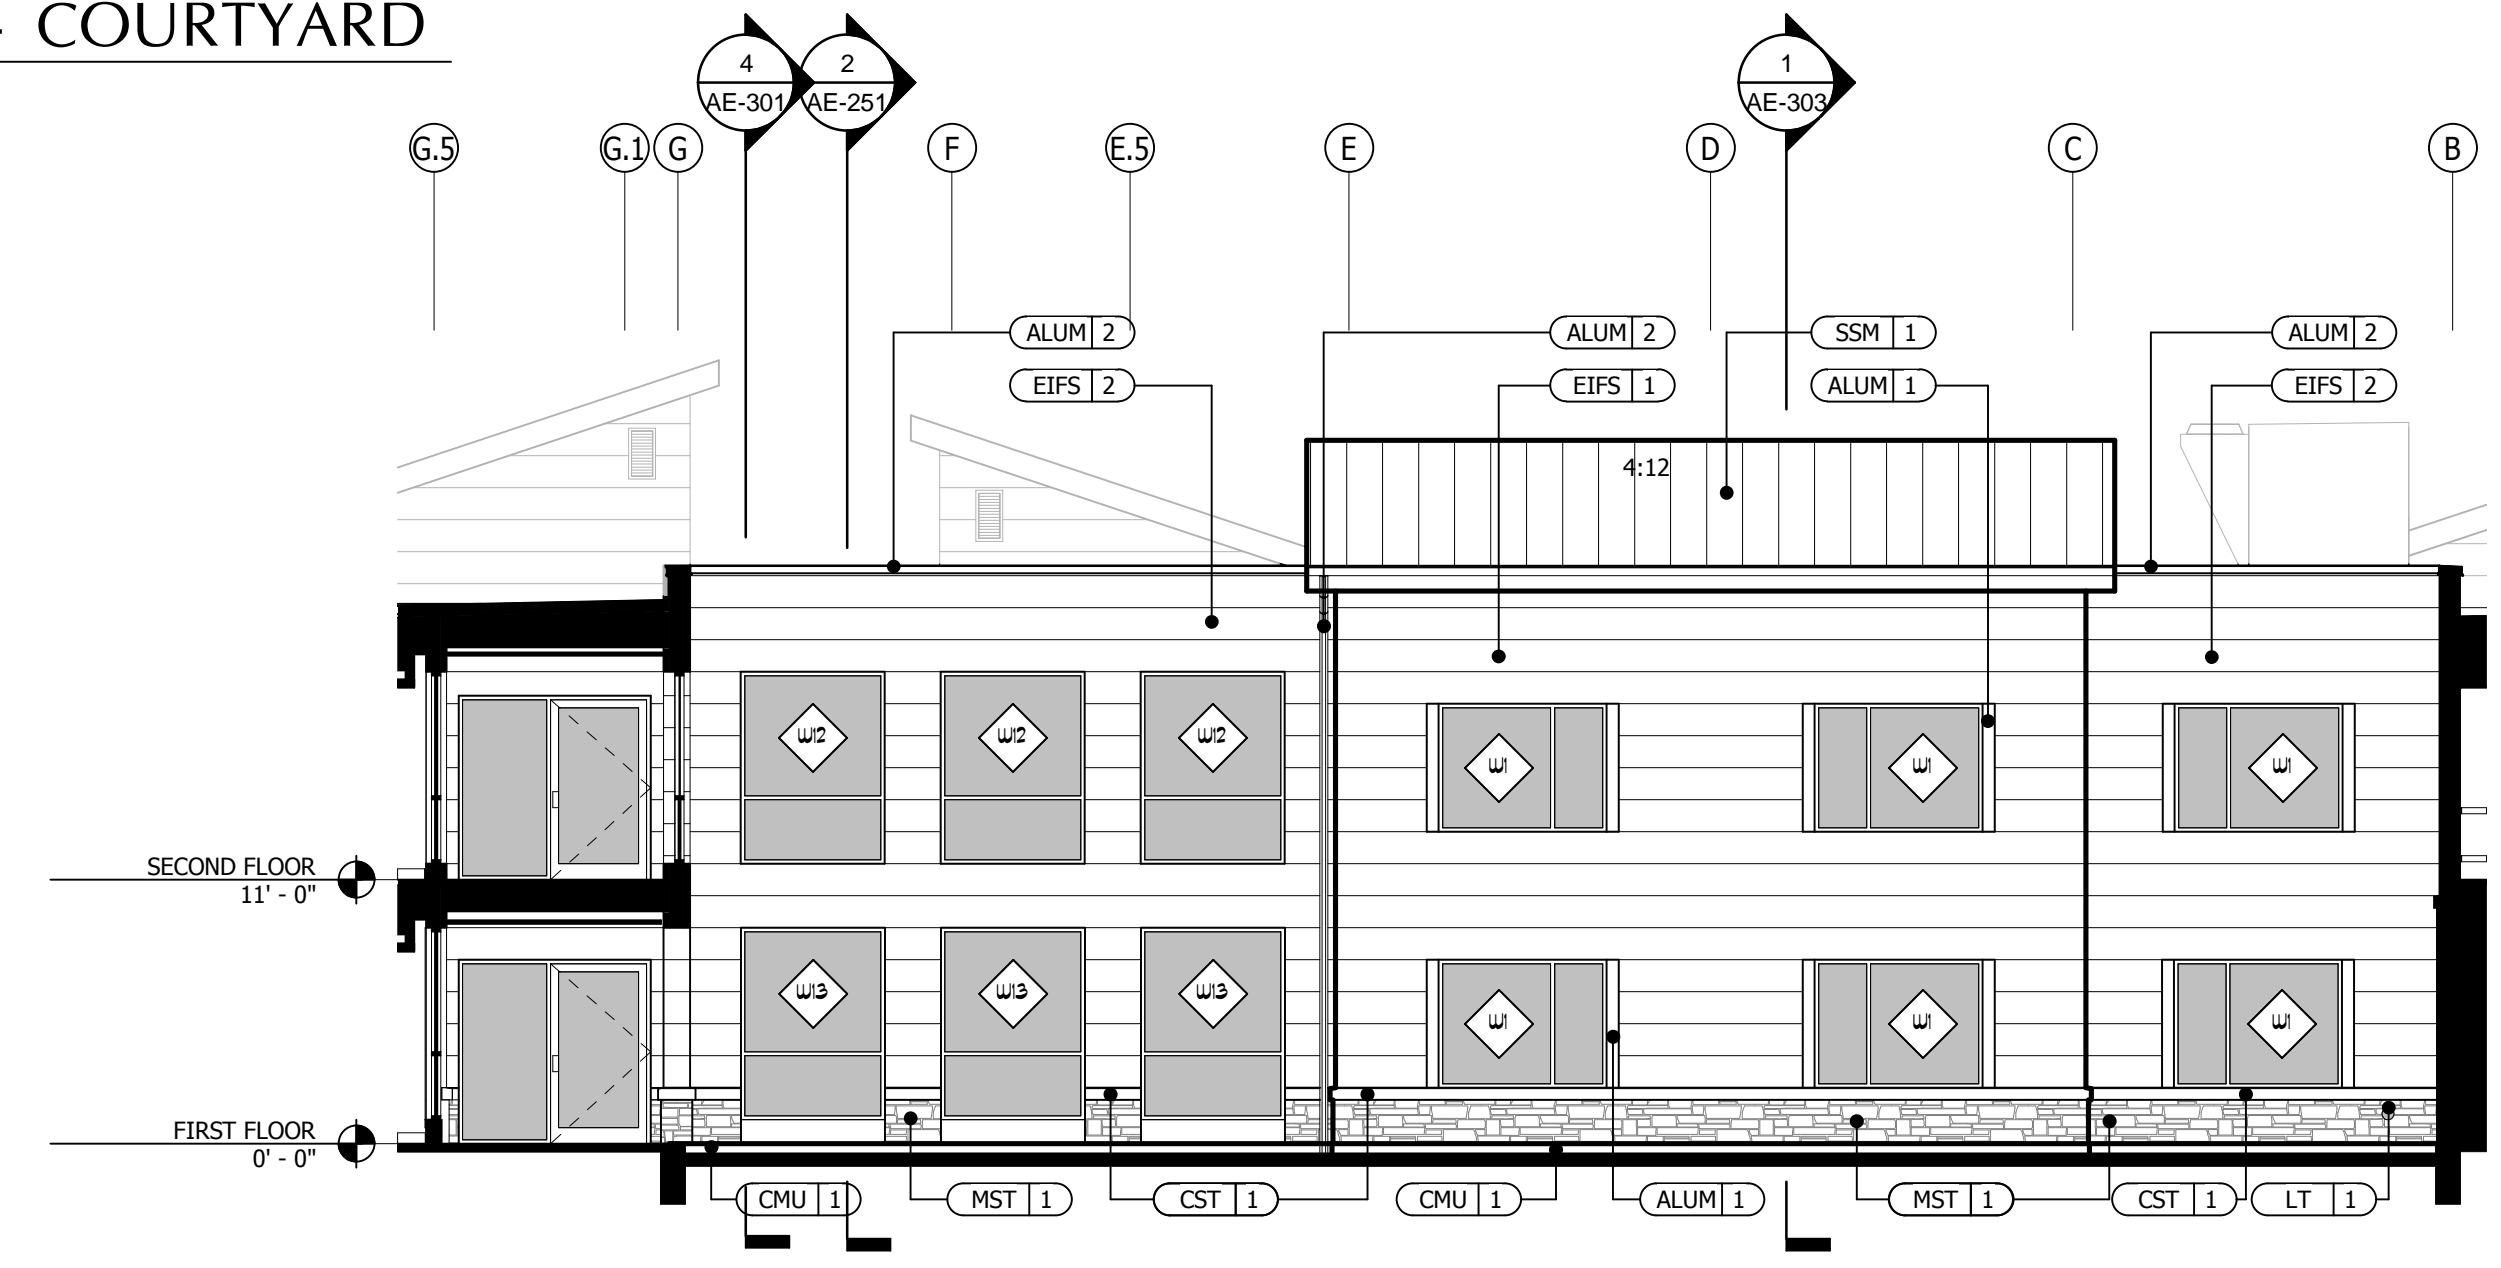 - COURTYARD
4
AE-301
2
AE-251
1
AE-303
G.5
G.1
G
F
E.5
E
D
C
B
ALUM 2
ALUM 2
SSM 1
ALUM 2
EIFS 2
EIFS 1
ALUM 1
EIFS 2
4:12
W12
W12
W12
W1
W1
W1
SECOND FLOOR
11' - 0"
W13
W13
W13
W1
W1
W1
FIRST FLOOR
0' - 0"
CMU 1
MST 1
CST 1
CMU 1
ALUM 1
MST 1
CST 1
LT 1